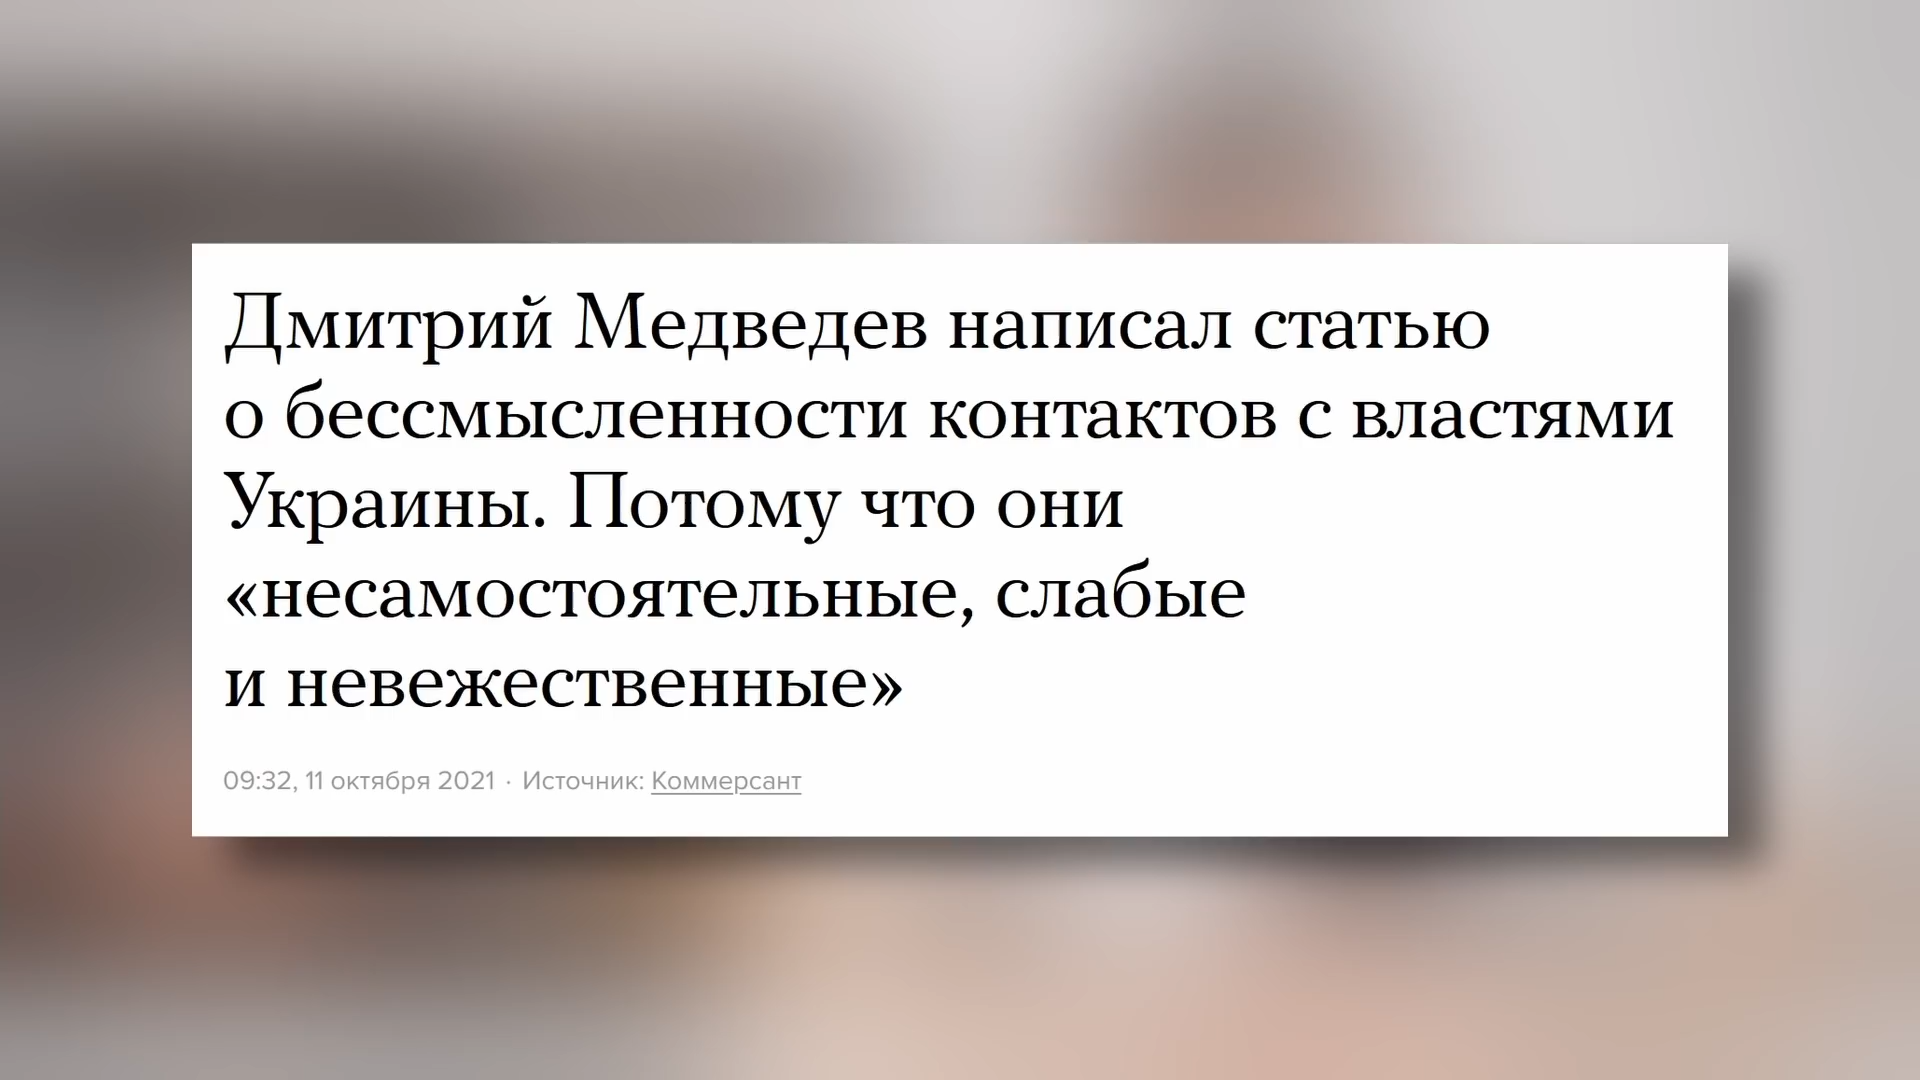 Дмитрий Медведев написал статью
о бессмысленности контактов с властями
Украины. Потому что они
«несамостоятельные, слабые
и невежественные»
09:32, 11 октября 2021 · Источник: Коммерсант